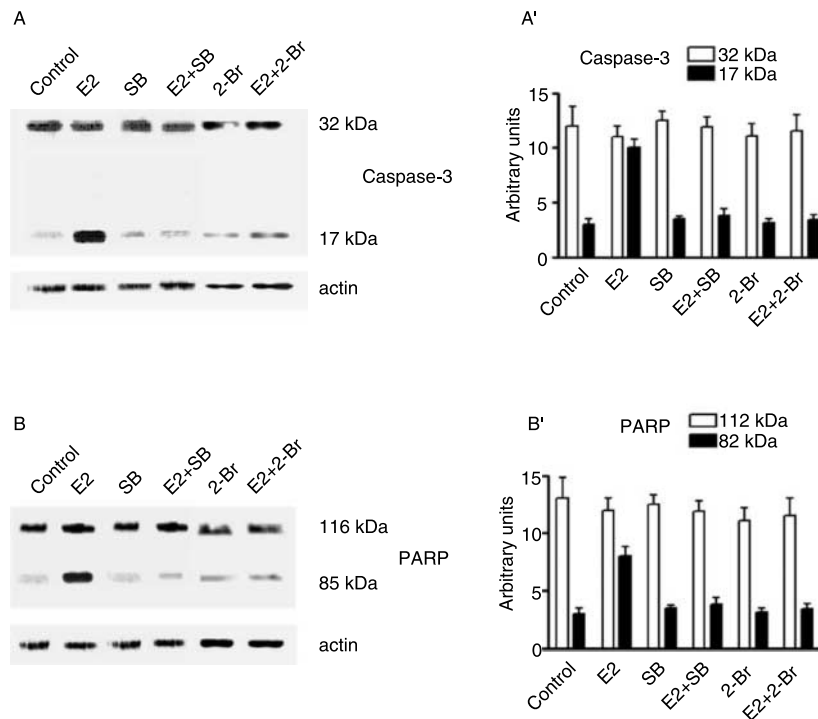 A
Control E2 SB E2+SB 2-Br E2+2-Br
32 kDa
Caspase-3
17 kDa
actin
A'
Caspase-3
32 kDa
17 kDa
Arbitrary units
15
10
5
0
Control E2 SB E2+SB 2-Br E2+2-Br
B
Control E2 SB E2+SB 2-Br E2+2-Br
116 kDa
PARP
85 kDa
actin
B'
PARP
112 kDa
82 kDa
Arbitrary units
15
10
5
0
Control E2 SB E2+SB 2-Br E2+2-Br